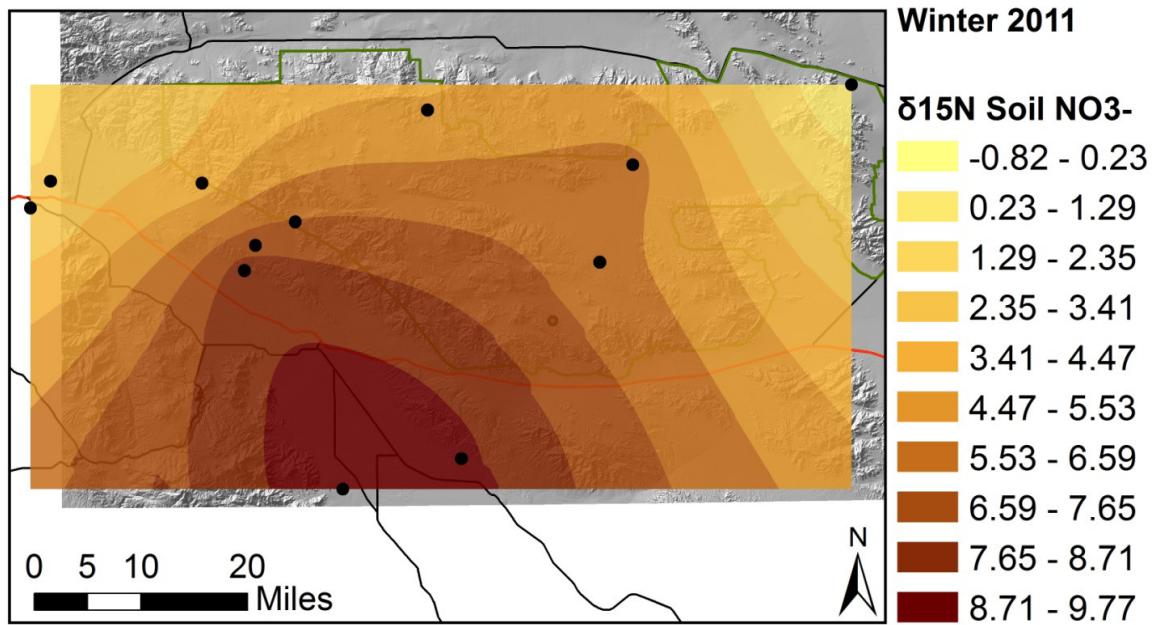 Winter 2011
δ15N Soil NO3-
-0.82 - 0.23
0.23 - 1.29
1.29 - 2.35
2.35 - 3.41
3.41 - 4.47
4.47 - 5.53
5.53 - 6.59
6.59 - 7.65
7.65 - 8.71
8.71 - 9.77
0 5 10 20
Miles
N